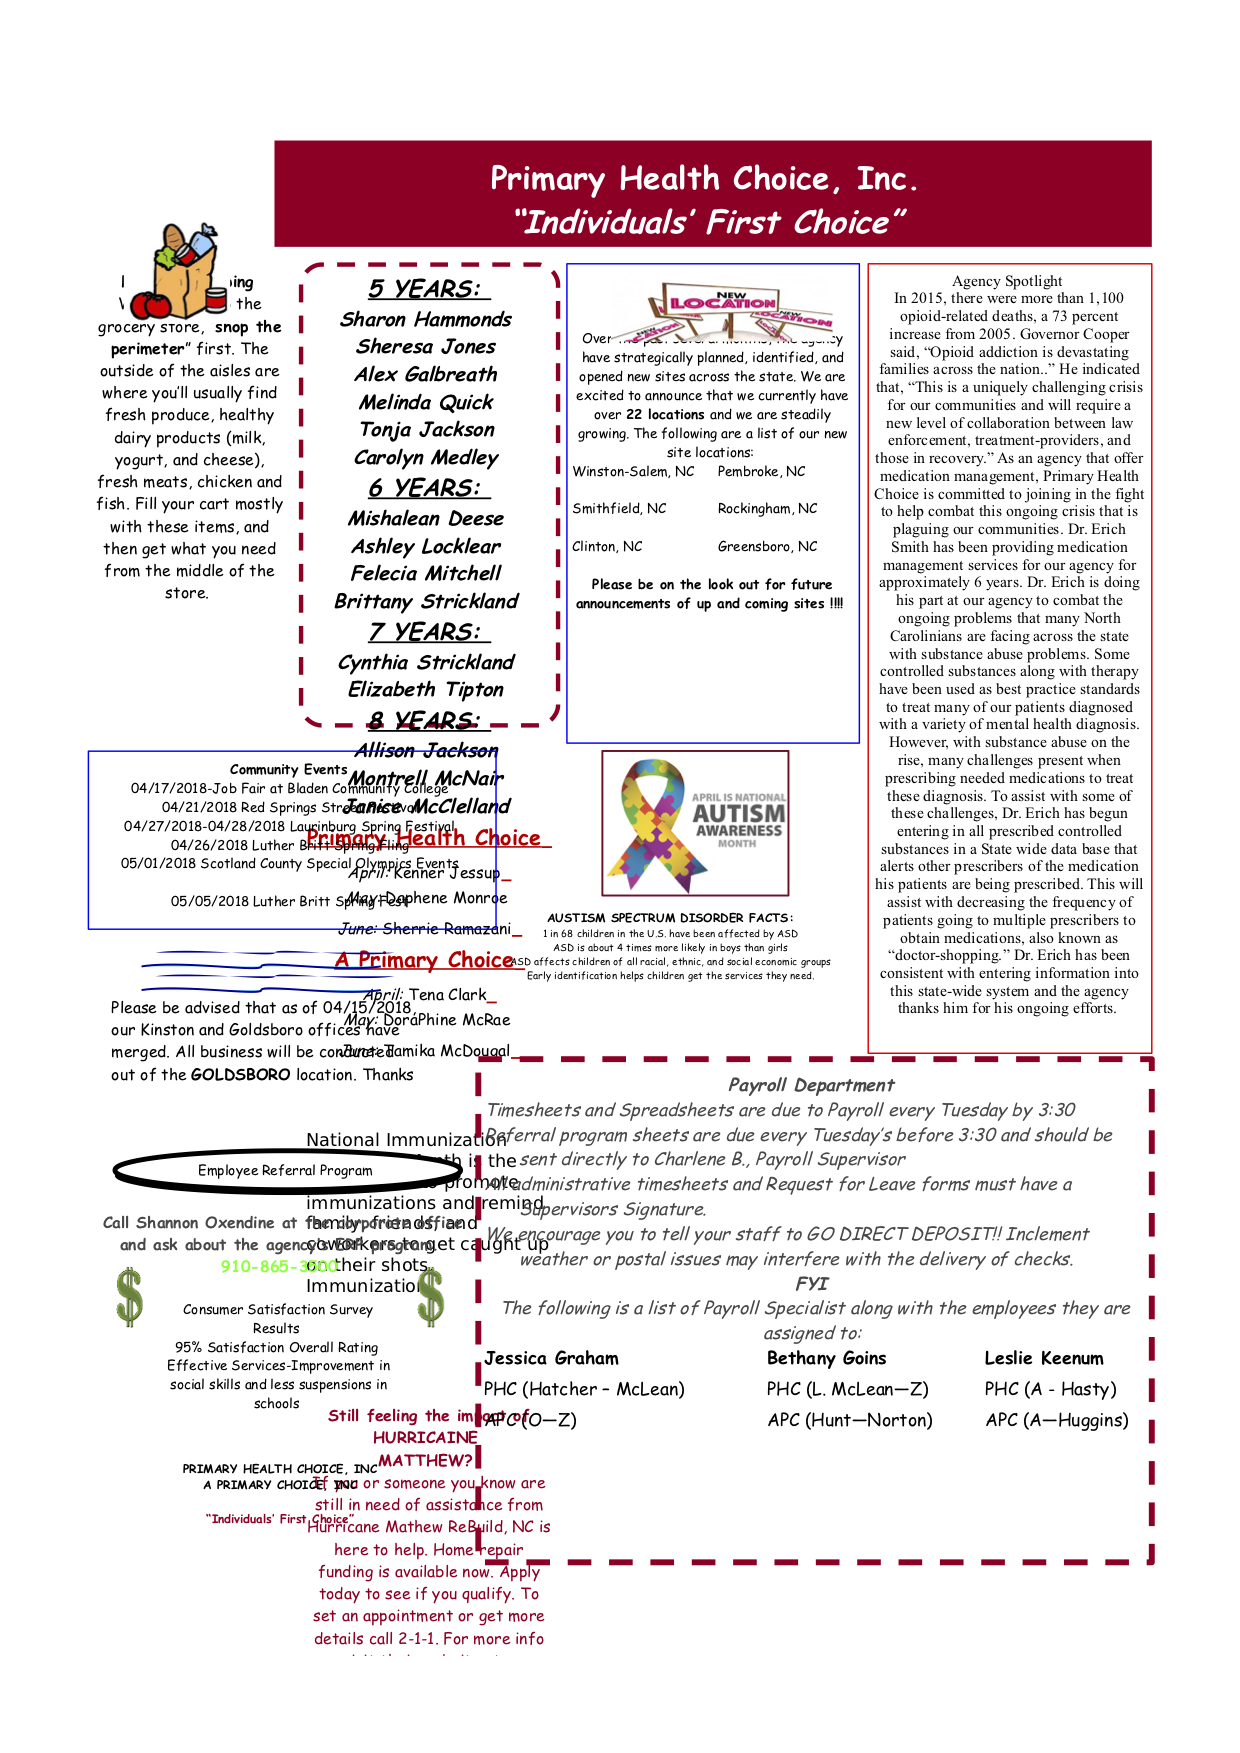 Primary Health Choice, Inc.
“Individuals’ First Choice”
ing
the
grocery store, snop the
perimeter” first. The
outside of the aisles are
where you’ll usually find
fresh produce, healthy
dairy products (milk,
yogurt, and cheese),
fresh meats, chicken and
fish. Fill your cart mostly
with these items, and
then get what you need
from the middle of the
store.
5 YEARS:
Sharon Hammonds
Sheresa Jones
Alex Galbreath
Melinda Quick
Tonja Jackson
Carolyn Medley
6 YEARS:
Mishalean Deese
Ashley Locklear
Felecia Mitchell
Brittany Strickland
7 YEARS:
Cynthia Strickland
Elizabeth Tipton
8 YEARS:
Allison Jackson
Montrell McNair
Janice McClelland
Primary Health Choice
April: Kenner Jessup
May: Daphene Monroe
June: Sherrie Ramazani
A Primary Choice
April: Tena Clark
May: DoraPhine McRae
June: Tamika McDougal
NEW
LOCATION
NEW
NEW
Over the past several months, the agency
have strategically planned, identified, and
opened new sites across the state. We are
excited to announce that we currently have
over 22 locations and we are steadily
growing. The following are a list of our new
site locations:
Winston-Salem, NC Pembroke, NC
Smithfield, NC Rockingham, NC
Clinton, NC Greensboro, NC
Please be on the look out for future
announcements of up and coming sites !!!!
Agency Spotlight
In 2015, there were more than 1,100
opioid-related deaths, a 73 percent
increase from 2005. Governor Cooper
said, “Opioid addiction is devastating
families across the nation..” He indicated
that, “This is a uniquely challenging crisis
for our communities and will require a
new level of collaboration between law
enforcement, treatment-providers, and
those in recovery.” As an agency that offer
medication management, Primary Health
Choice is committed to joining in the fight
to help combat this ongoing crisis that is
plaguing our communities. Dr. Erich
Smith has been providing medication
management services for our agency for
approximately 6 years. Dr. Erich is doing
his part at our agency to combat the
ongoing problems that many North
Carolinians are facing across the state
with substance abuse problems. Some
controlled substances along with therapy
have been used as best practice standards
to treat many of our patients diagnosed
with a variety of mental health diagnosis.
However, with substance abuse on the
rise, many challenges present when
prescribing needed medications to treat
these diagnosis. To assist with some of
these challenges, Dr. Erich has begun
entering in all prescribed controlled
substances in a State wide data base that
alerts other prescribers of the medication
his patients are being prescribed. This will
assist with decreasing the frequency of
patients going to multiple prescribers to
obtain medications, also known as
“doctor-shopping.” Dr. Erich has been
consistent with entering information into
this state-wide system and the agency
thanks him for his ongoing efforts.
Community Events
04/17/2018-Job Fair at Bladen Community College
04/21/2018 Red Springs Street Festival
04/27/2018-04/28/2018 Laurinburg Spring Festival
04/26/2018 Luther Britt Spring Fling
05/01/2018 Scotland County Special Olympics Events
05/05/2018 Luther Britt Spring Fest
APRIL IS NATIONAL
AUTISM
AWARENESS
MONTH
AUSTISM SPECTRUM DISORDER FACTS:
1 in 68 children in the U.S. have been affected by ASD
ASD is about 4 times more likely in boys than girls
ASD affects children of all racial, ethnic, and social economic groups
Early identification helps children get the services they need.
Please be advised that as of 04/15/2018,
our Kinston and Goldsboro offices have
merged. All business will be conducted
out of the GOLDSBORO location. Thanks
National Immunization
is the
promote
immunizations and remind
family, friends, and
coworkers to get caught up
on their shots.
Immunization
Employee Referral Program
Call Shannon Oxendine at the corporate office
and ask about the agency’s ERP program
910-865-3500
$ $
Consumer Satisfaction Survey
Results
95% Satisfaction Overall Rating
Effective Services-Improvement in
social skills and less suspensions in
schools
PRIMARY HEALTH CHOICE, INC
A PRIMARY CHOICE, INC
“Individuals’ First Choice”
Still feeling the impact of
HURRICAINE
MATTHEW?
If you or someone you know are
still in need of assistance from
Hurricane Mathew ReBuild, NC is
here to help. Home repair
funding is available now. Apply
today to see if you qualify. To
set an appointment or get more
details call 2-1-1. For more info
Payroll Department
Timesheets and Spreadsheets are due to Payroll every Tuesday by 3:30
Referral program sheets are due every Tuesday’s before 3:30 and should be
sent directly to Charlene B., Payroll Supervisor
All administrative timesheets and Request for Leave forms must have a
Supervisors Signature.
We encourage you to tell your staff to GO DIRECT DEPOSIT!! Inclement
weather or postal issues may interfere with the delivery of checks.
FYI
The following is a list of Payroll Specialist along with the employees they are
assigned to:
Jessica Graham Bethany Goins Leslie Keenum
PHC (Hatcher – McLean) PHC (L. McLean—Z) PHC (A - Hasty)
APC (O—Z) APC (Hunt—Norton) APC (A—Huggins)